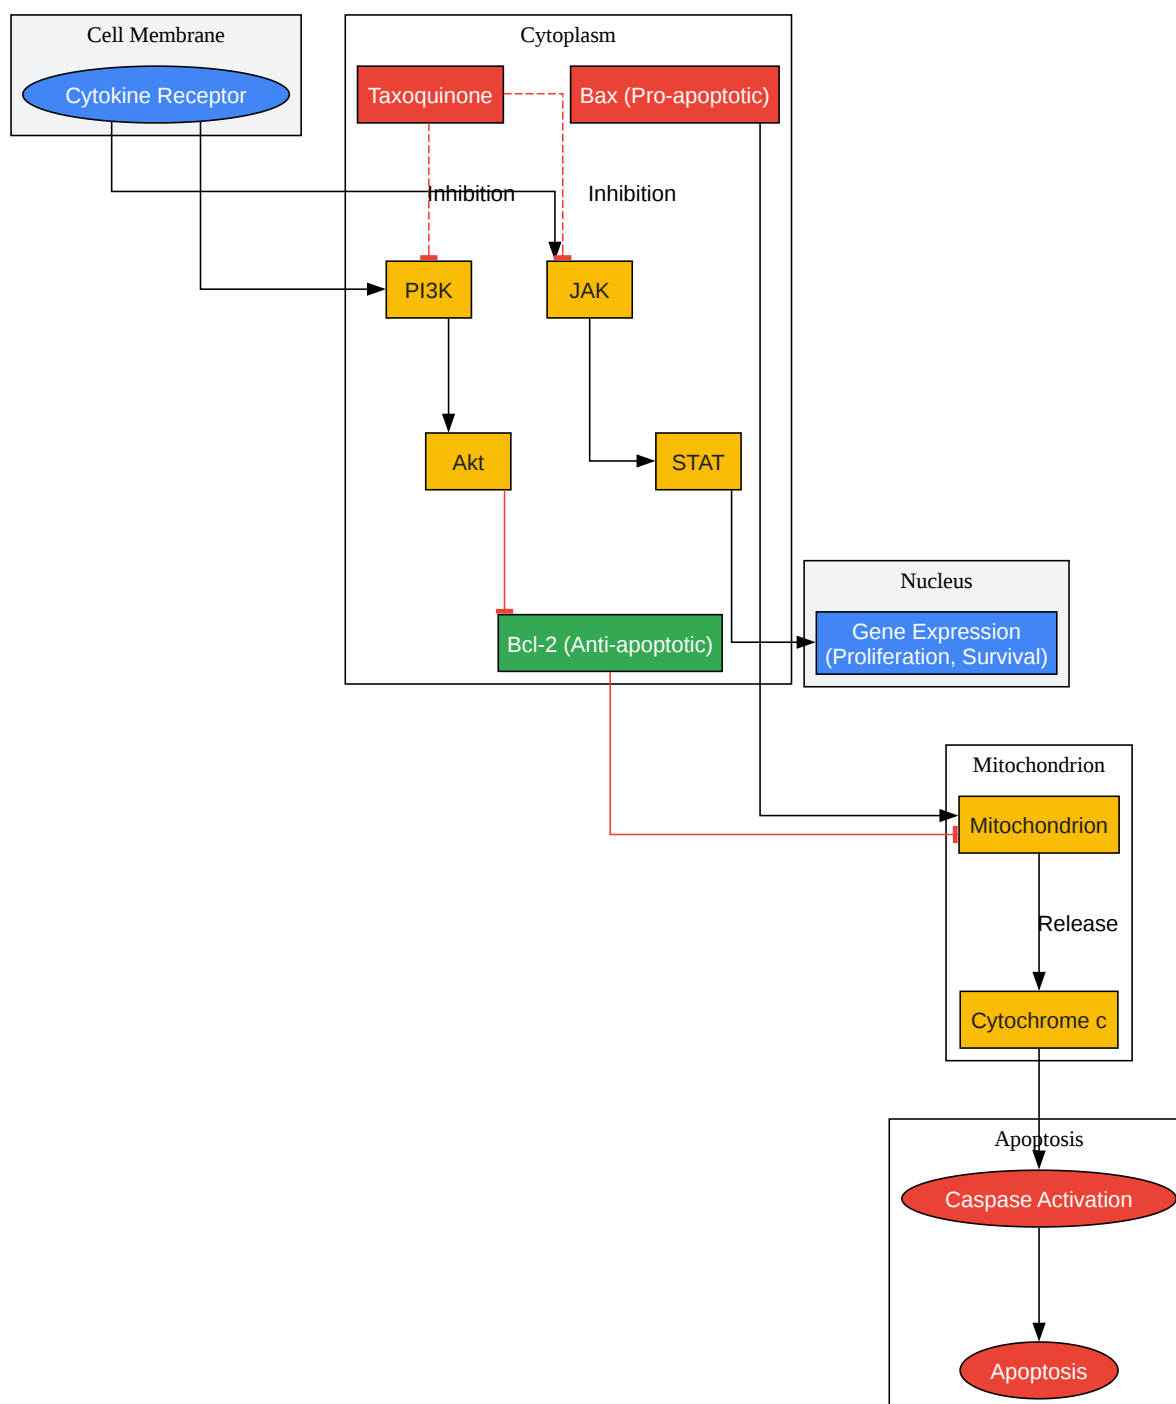 Cell Membrane
Cytokine Receptor
Cytoplasm
Taxoquinone
Bax (Pro-apoptotic)
Inhibition
Inhibition
PI3K
JAK
Akt
STAT
Bcl-2 (Anti-apoptotic)
Nucleus
Gene Expression
(Proliferation, Survival)
Mitochondrion
Mitochondrion
Release
Cytochrome c
Apoptosis
Caspase Activation
Apoptosis